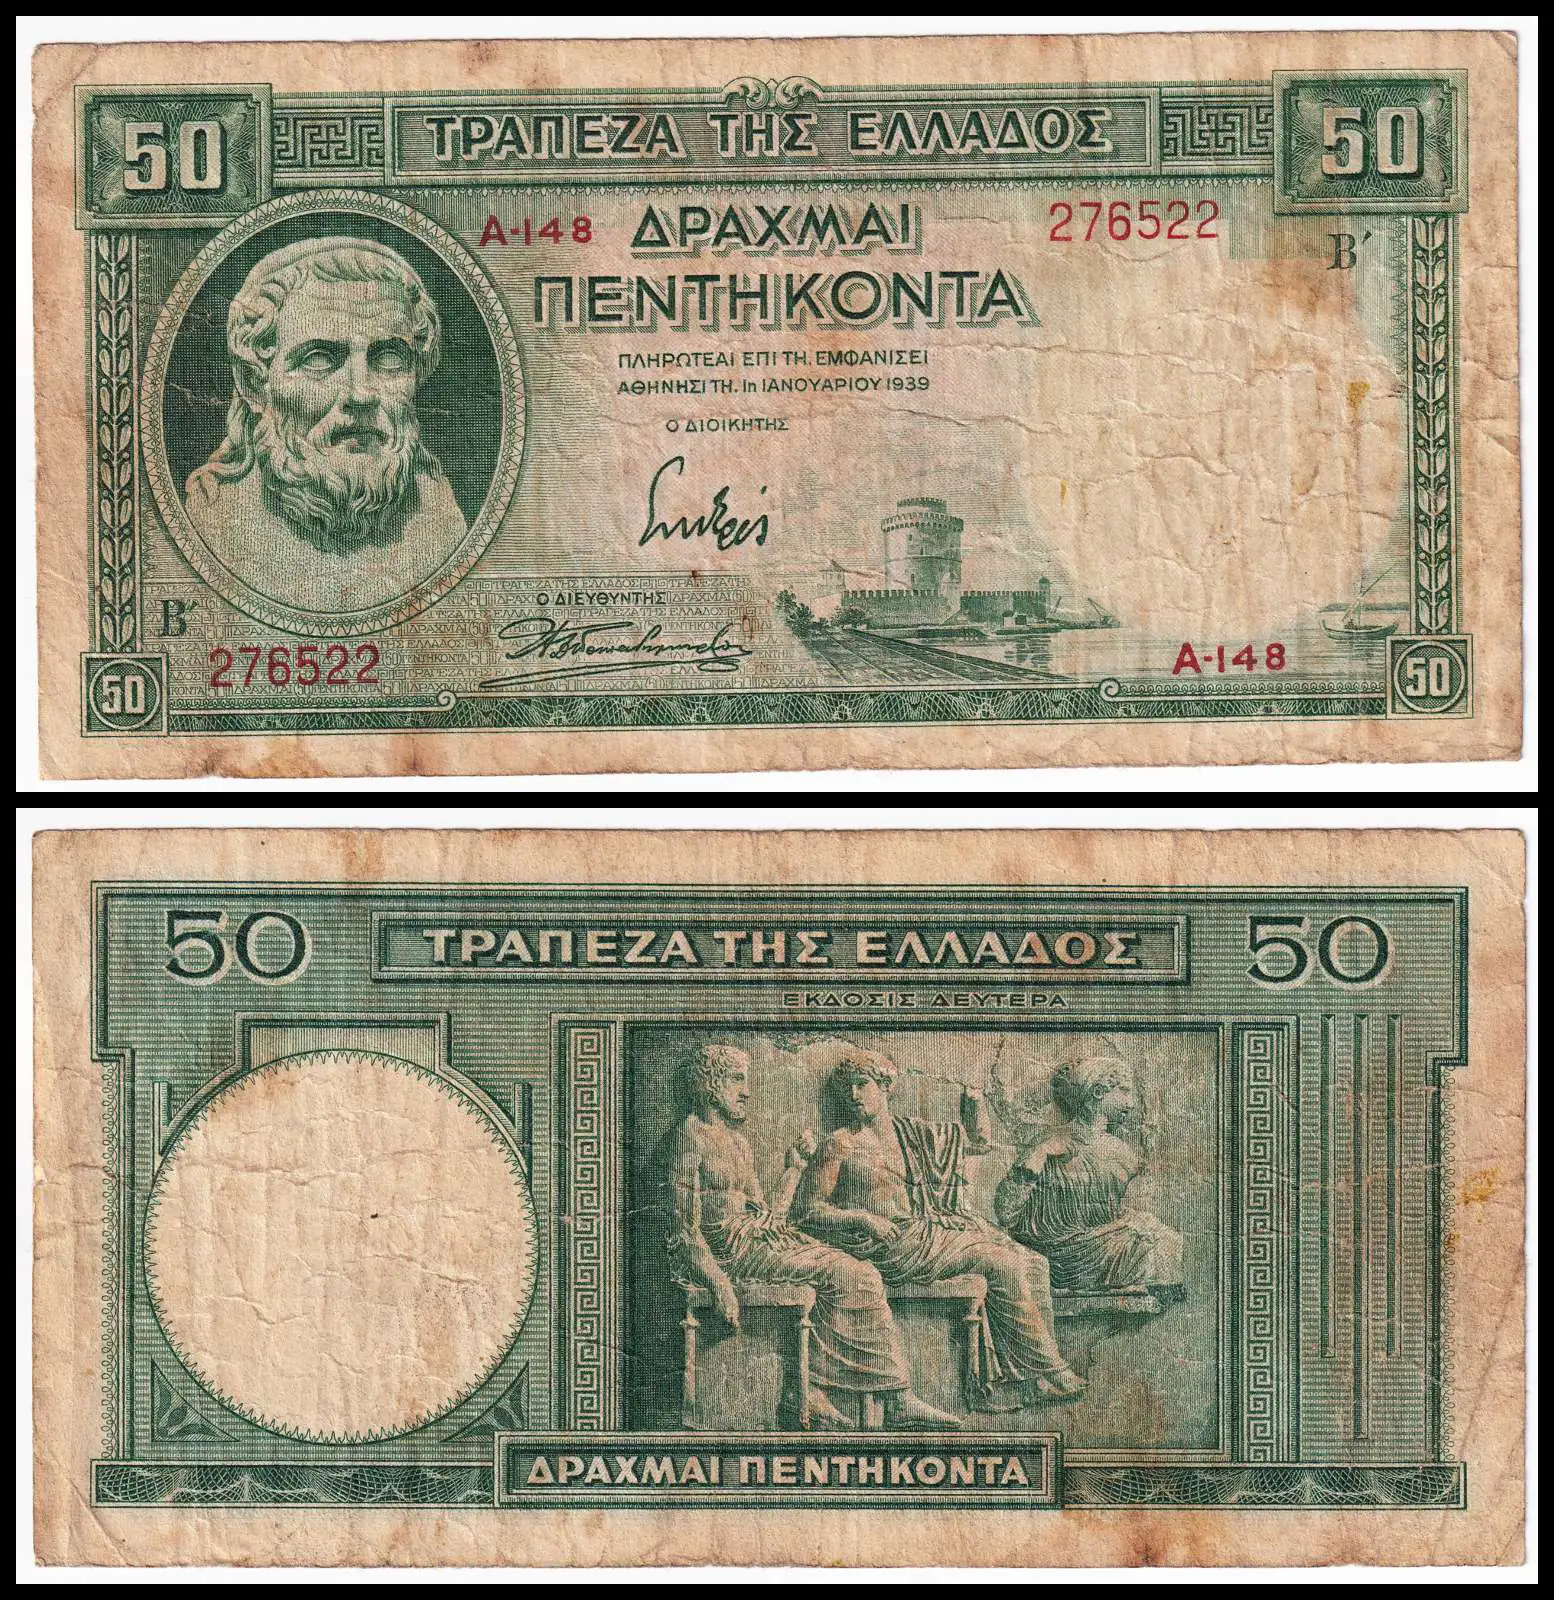 50 ΤΡΑΠΕΖΑ ΤΗΣ ΕΛΛΑΔΟΣ 50
Α-148 ΔΡΑΧΜΑΙ 276522
ΠΕΝΤΗΚΟΝΤΑ Β΄
ΠΛΗΡΩΤΕΑΙ ΕΠΙ ΤΗ. ΕΜΦΑΝΙΣΕΙ
ΑΘΗΝΗΣΙ ΤΗ. 1η ΙΑΝΟΥΑΡΙΟΥ 1939
Ο ΔΙΟΙΚΗΤΗΣ
Ο ΔΙΕΥΘΥΝΤΗΣ
Β΄
276522 Α-148
50 50
50 ΤΡΑΠΕΖΑ ΤΗΣ ΕΛΛΑΔΟΣ 50
ΕΚΔΟΣΙΣ ΔΕΥΤΕΡΑ
ΔΡΑΧΜΑΙ ΠΕΝΤΗΚΟΝΤΑ